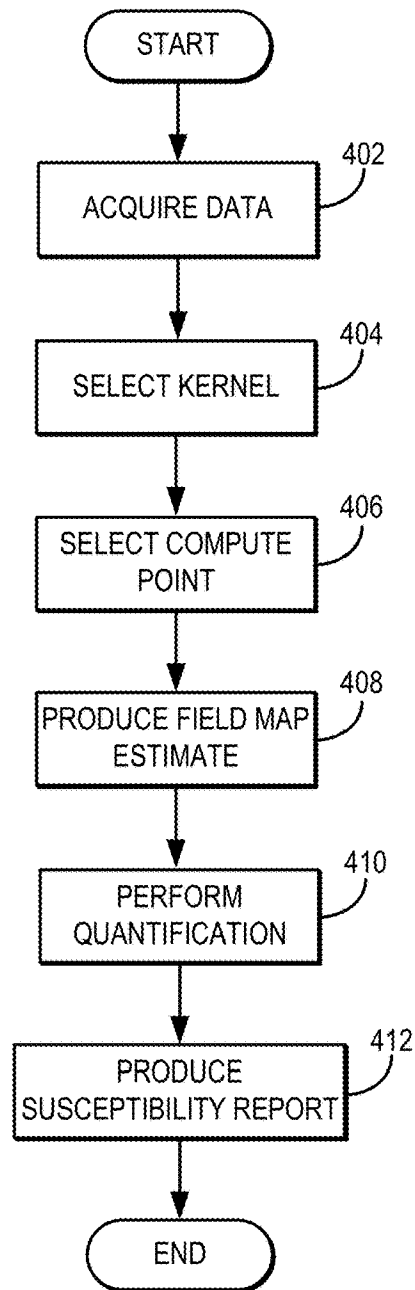 START
402
ACQUIRE DATA
404
SELECT KERNEL
406
SELECT COMPUTE
POINT
408
PRODUCE FIELD MAP
ESTIMATE
410
PERFORM
QUANTIFICATION
412
PRODUCE
SUSCEPTIBILITY REPORT
END